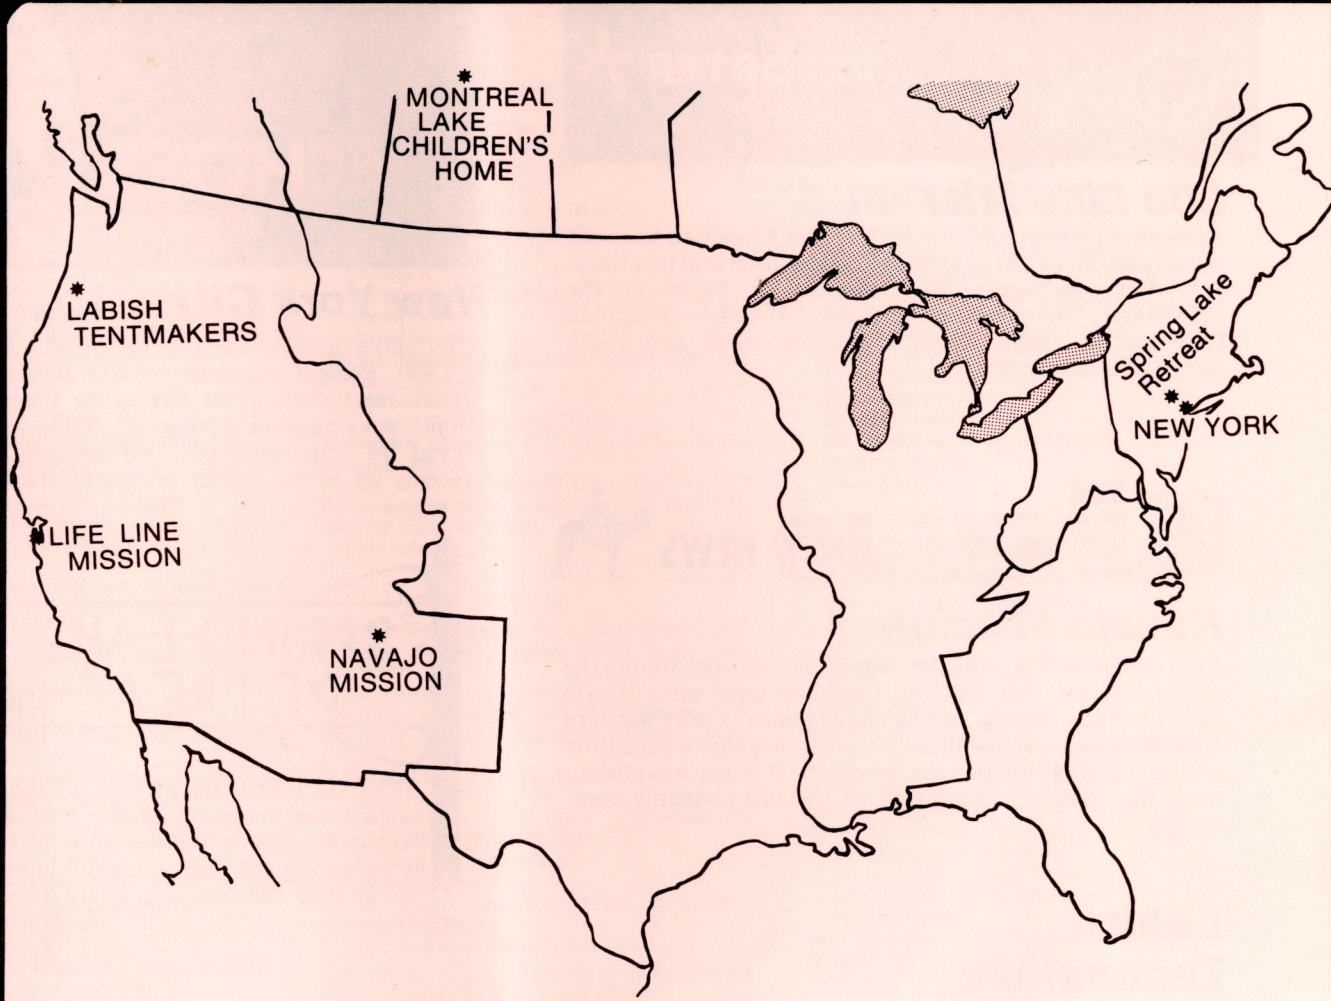 MONTREAL
LAKE
CHILDREN'S
HOME
LABISH
TENTMAKERS
Spring Lake
Retreat
NEW YORK
LIFE LINE
MISSION
NAVAJO
MISSION